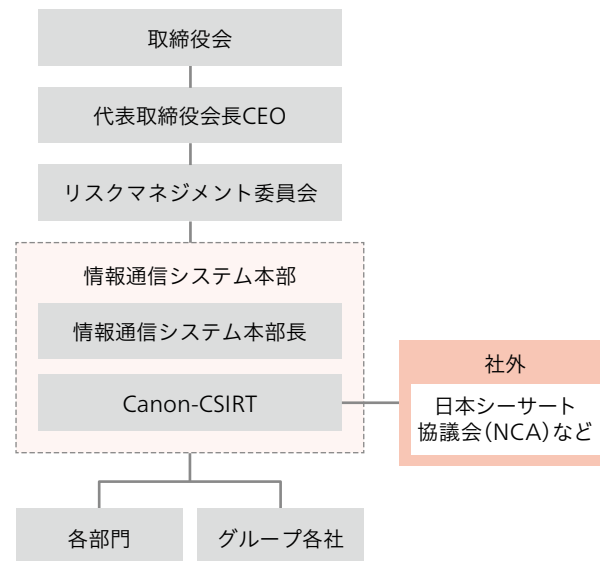 取締役会
代表取締役会長CEO
リスクマネジメント委員会
情報通信システム本部
情報通信システム本部長
Canon-CSIRT
社外
日本シーサート
協議会(NCA)など
各部門
グループ各社